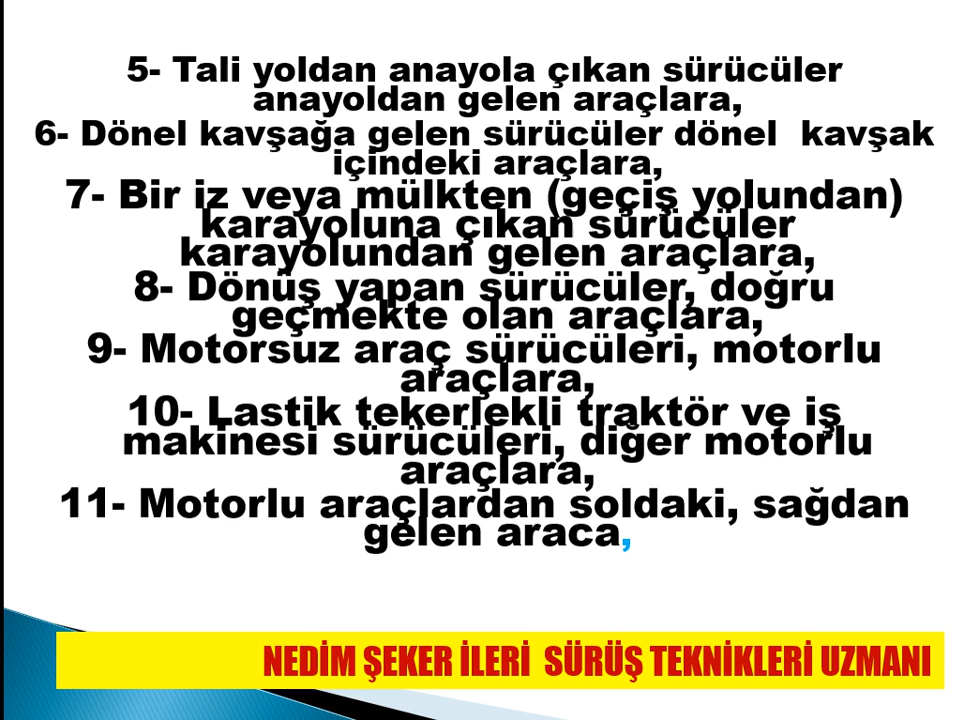 5- Tali yoldan anayola çıkan sürücüler
anayoldan gelen araçlara,
6- Dönel kavşağa gelen sürücüler dönel kavşak
içindeki araçlara,
7- Bir iz veya mülkten (geçiş yolundan)
karayoluna çıkan sürücüler
karayolundan gelen araçlara,
8- Dönüş yapan sürücüler, doğru
geçmekte olan araçlara,
9- Motorsuz araç sürücüleri, motorlu
araçlara,
10- Lastik tekerlekli traktör ve iş
makinesi sürücüleri, diğer motorlu
araçlara,
11- Motorlu araçlardan soldaki, sağdan
gelen araca,
NEDİM ŞEKER İLERİ SÜRÜŞ TEKNİKLERİ UZMANI